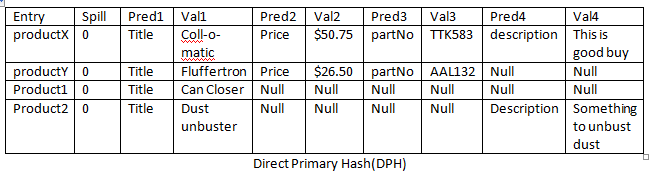 Entry Spill Pred1 Val1 Pred2 Val2 Pred3 Val3 Pred4 Val4
productX 0 Title Coll-o- Price $50.75 partNo TTK583 description This is
matic good buy
productY 0 Title Fluffertron Price $26.50 partNo AAL132 Null Null
Product1 0 Title Can Closer Null Null Null Null Null Null
Product2 0 Title Dust Null Null Null Null Description Something
unbuster to unbust
dust
Direct Primary Hash(DPH)